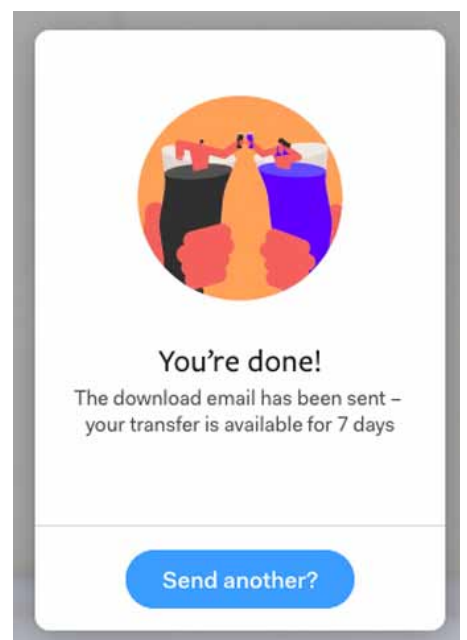 You’re done!
The download email has been sent –
your transfer is available for 7 days
Send another?